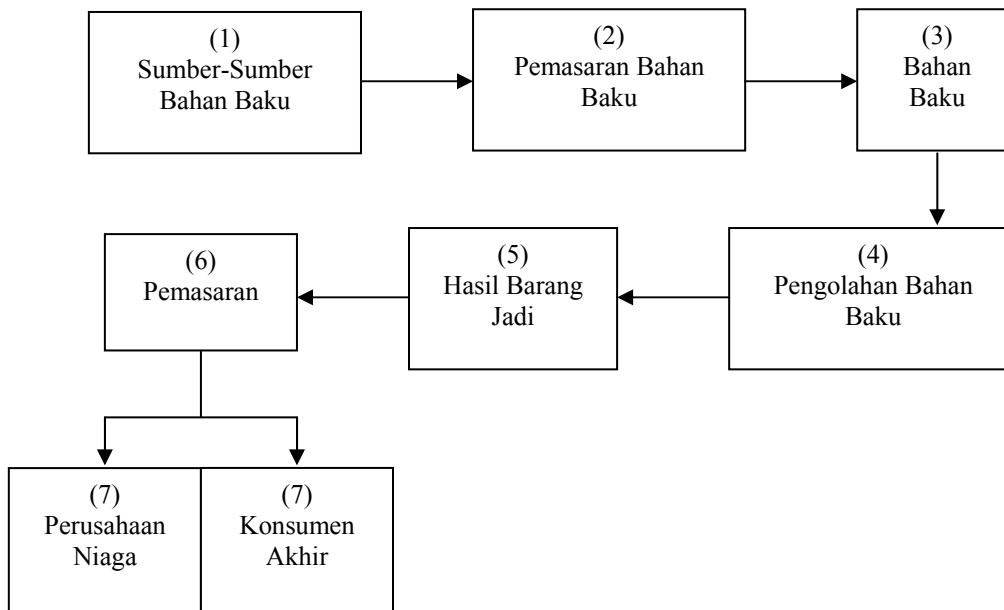 (1)
Sumber-Sumber
Bahan Baku
(2)
Pemasaran Bahan
Baku
(3)
Bahan
Baku
(4)
Pengolahan Bahan
Baku
(5)
Hasil Barang
Jadi
(6)
Pemasaran
(7)
Perusahaan
Niaga
(7)
Konsumen
Akhir